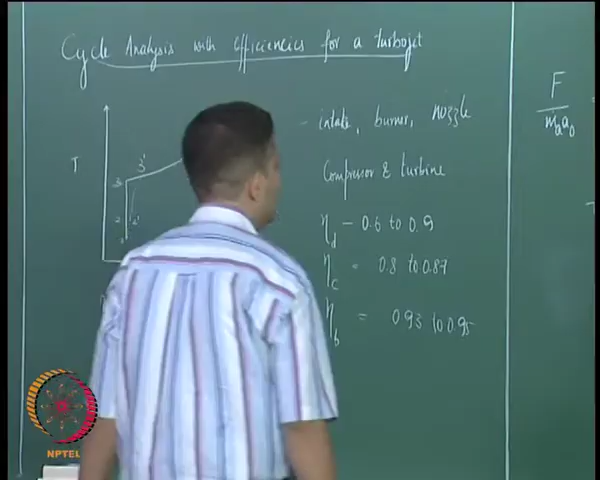 Cycle Analysis with efficiencies for a turbojet
T
3'
3
2 2'
- intake, burner, nozzle
Compressor & turbine
η_d - 0.6 to 0.9
η_c = 0.8 to 0.87
η_b = 0.93 to 0.95
F
ṁ_a a_0
NPTEL